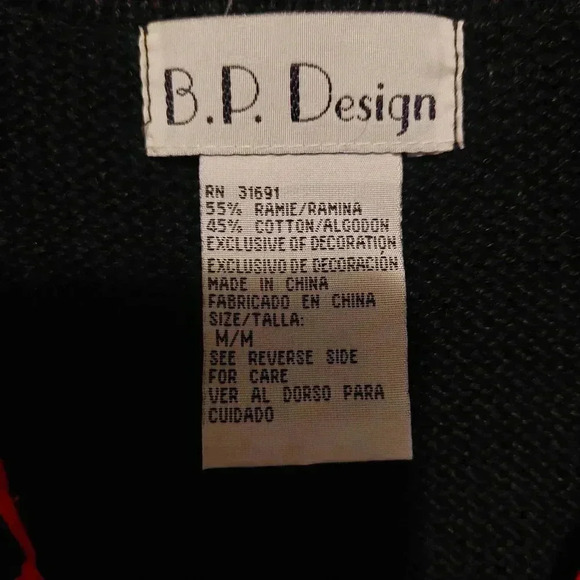 B.P. Design
RN 31691
55% RAMIE/RAMINA
45% COTTON/ALGODON
EXCLUSIVE OF DECORATION
EXCLUSIVO DE DECORACIÓN
MADE IN CHINA
FABRICADO EN CHINA
SIZE/TALLA:
M/M
SEE REVERSE SIDE
FOR CARE
VER AL DORSO PARA
CUIDADO